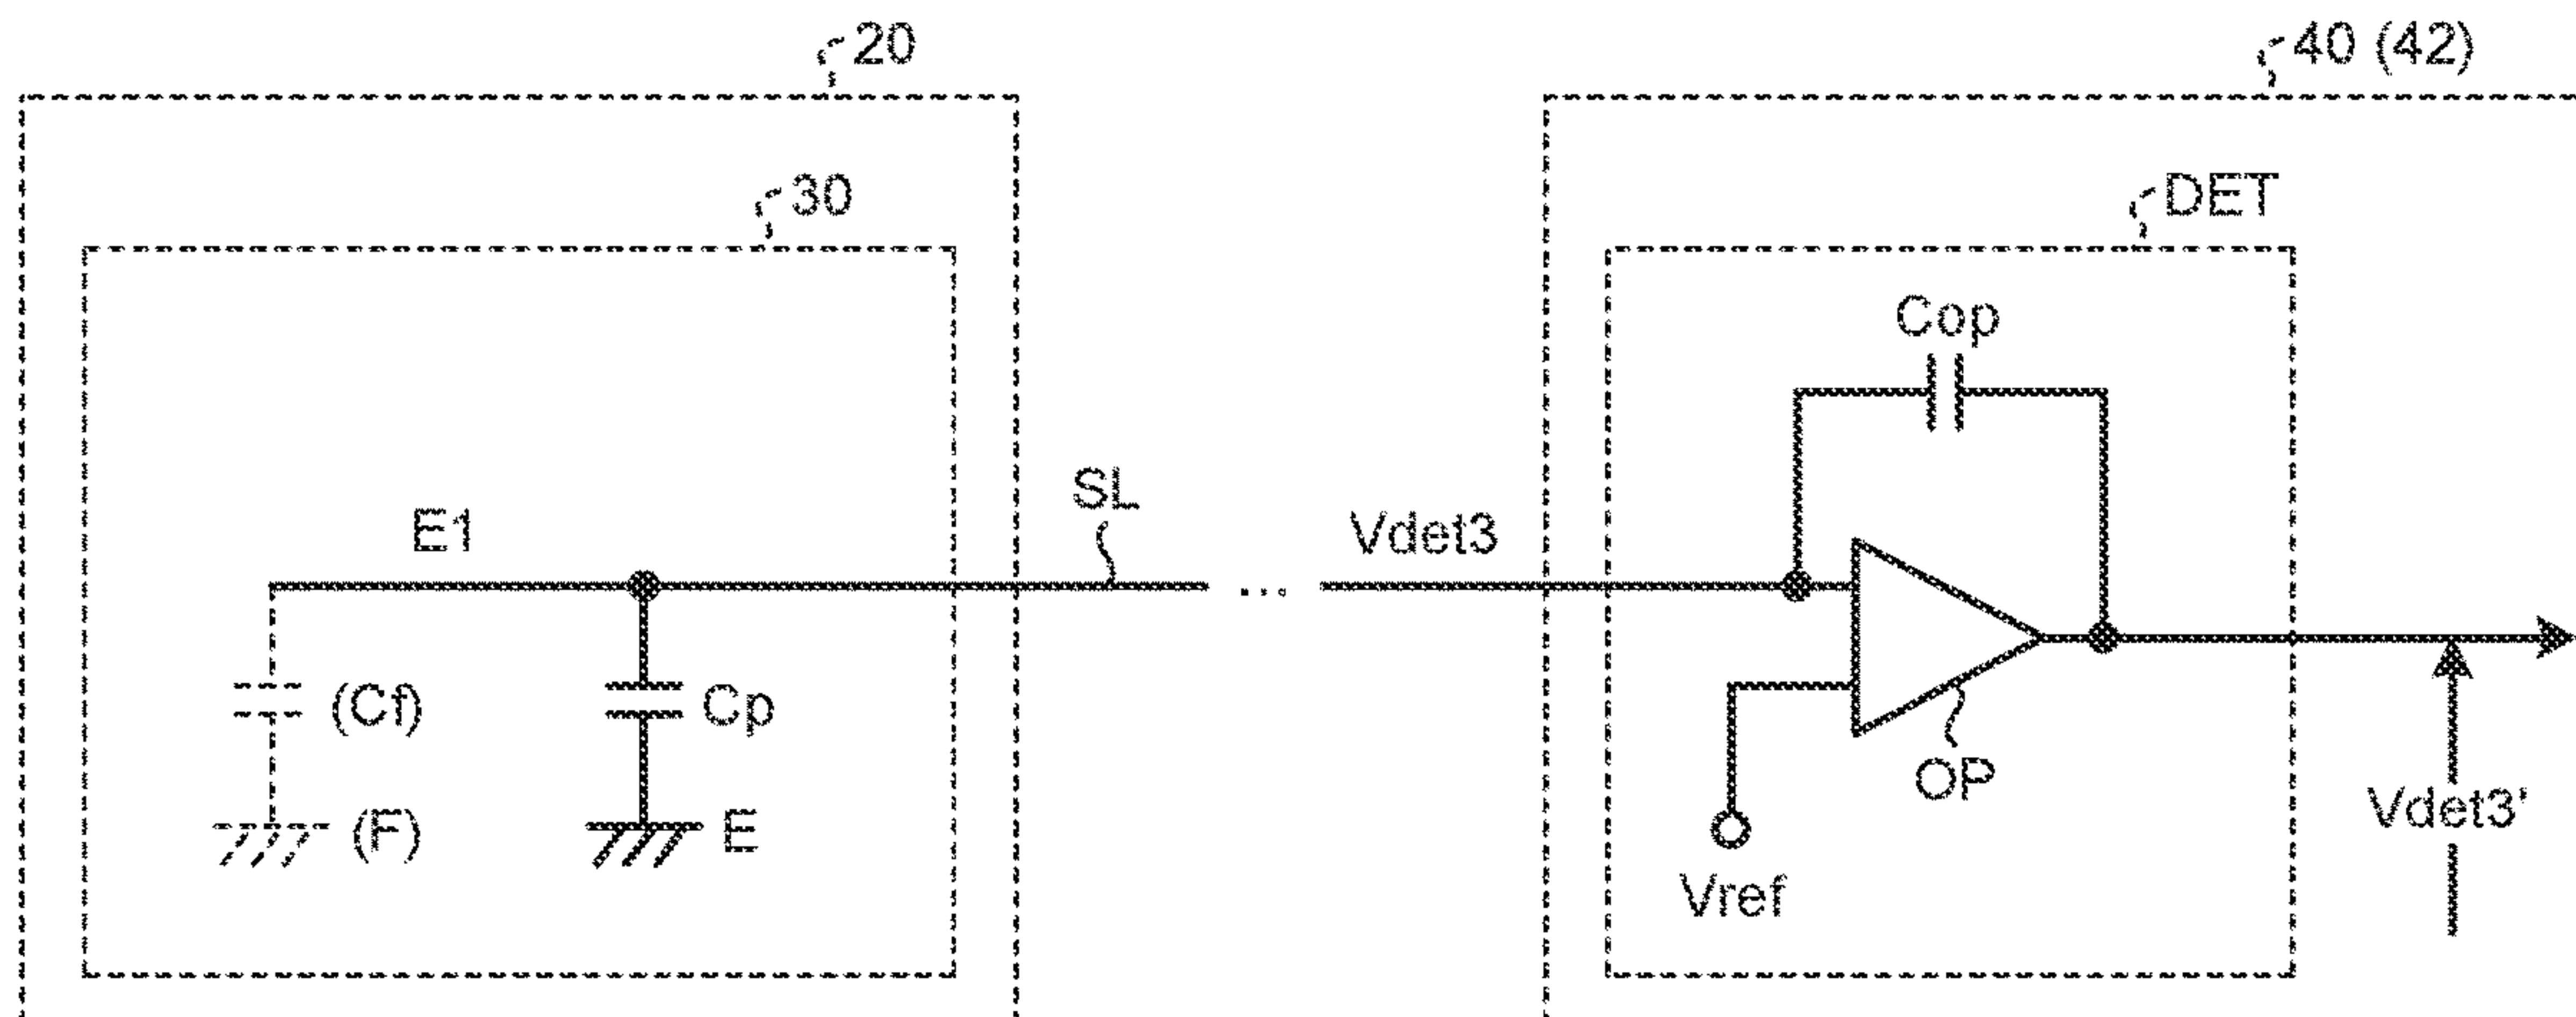 20
40 (42)
30
DET
Cop
SL
E1
Vdet3
(Cf)
Cp
OP
(F)
E
Vref
Vdet3'